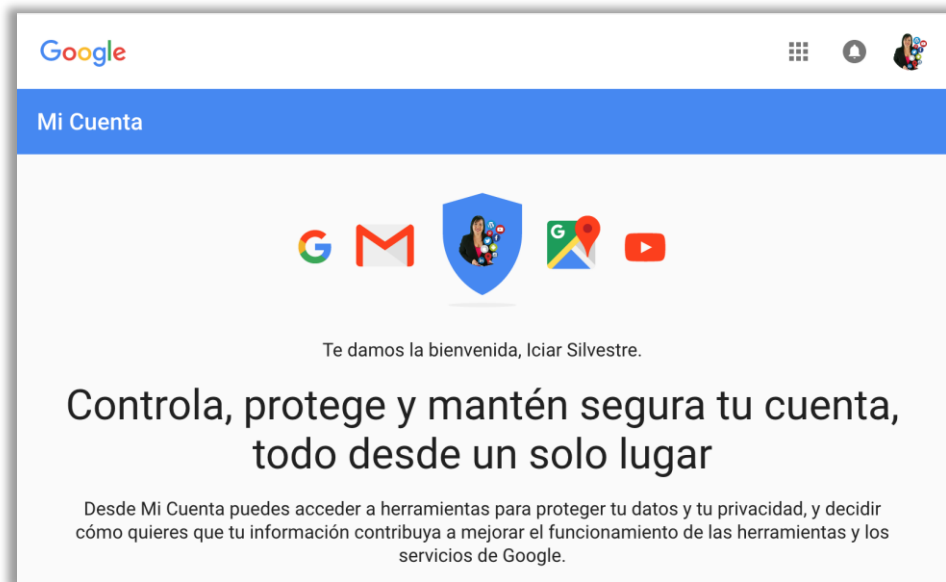 Google
Mi Cuenta
Te damos la bienvenida, Iciar Silvestre.
Controla, protege y mantén segura tu cuenta,
todo desde un solo lugar
Desde Mi Cuenta puedes acceder a herramientas para proteger tu datos y tu privacidad, y decidir
cómo quieres que tu información contribuya a mejorar el funcionamiento de las herramientas y los
servicios de Google.